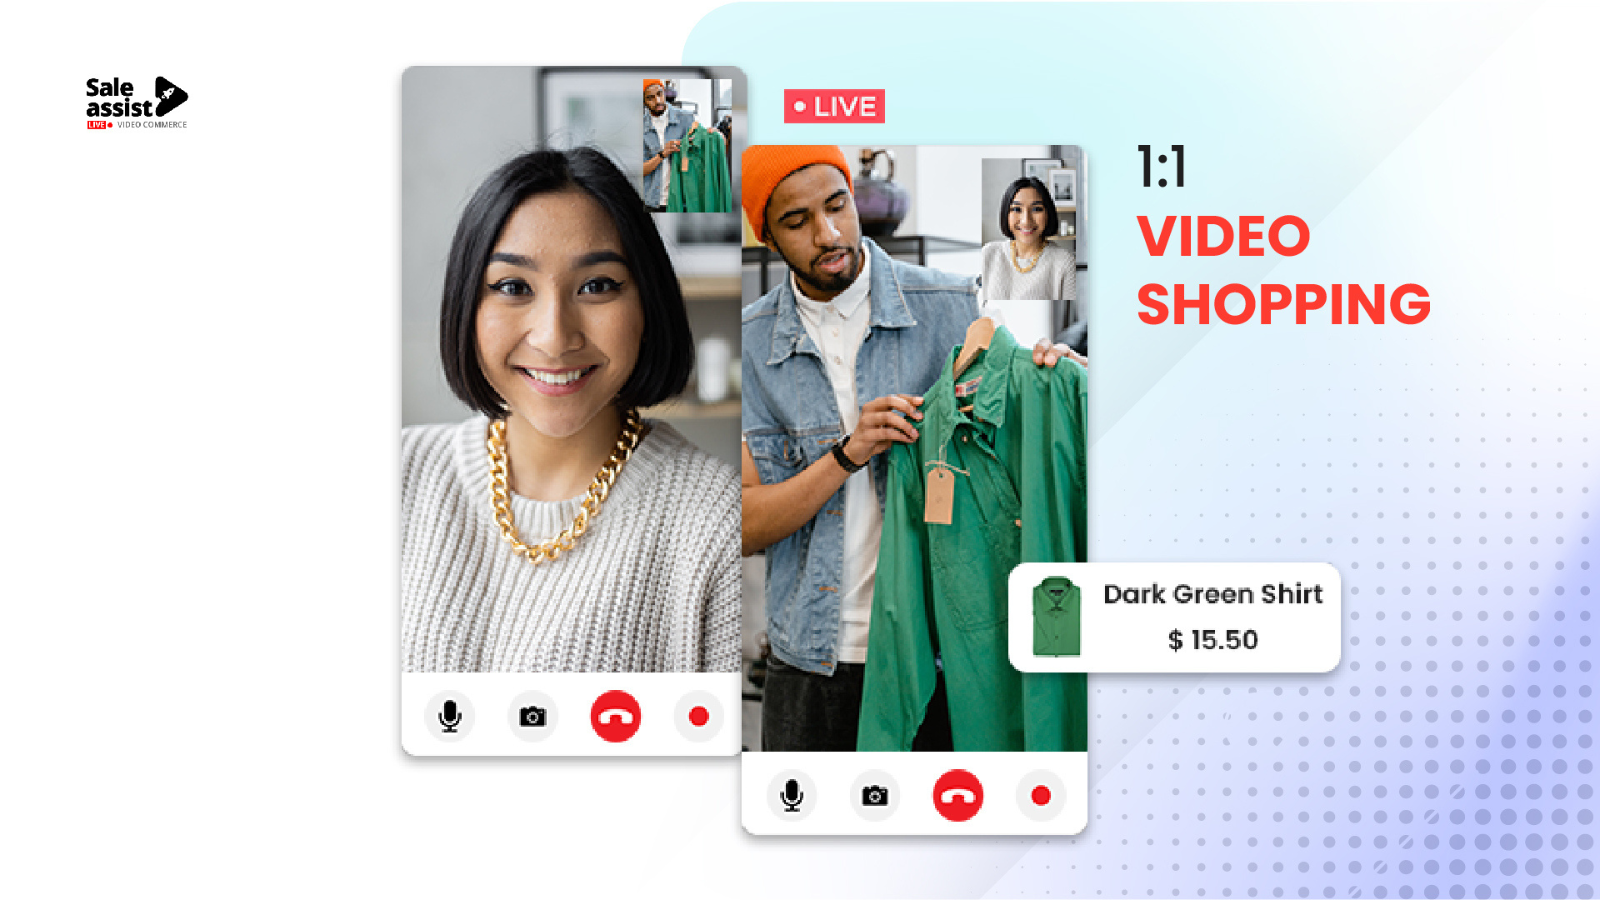 Sale
assist
LIVE VIDEO COMMERCE
LIVE
1:1
VIDEO
SHOPPING
Dark Green Shirt
$ 15.50